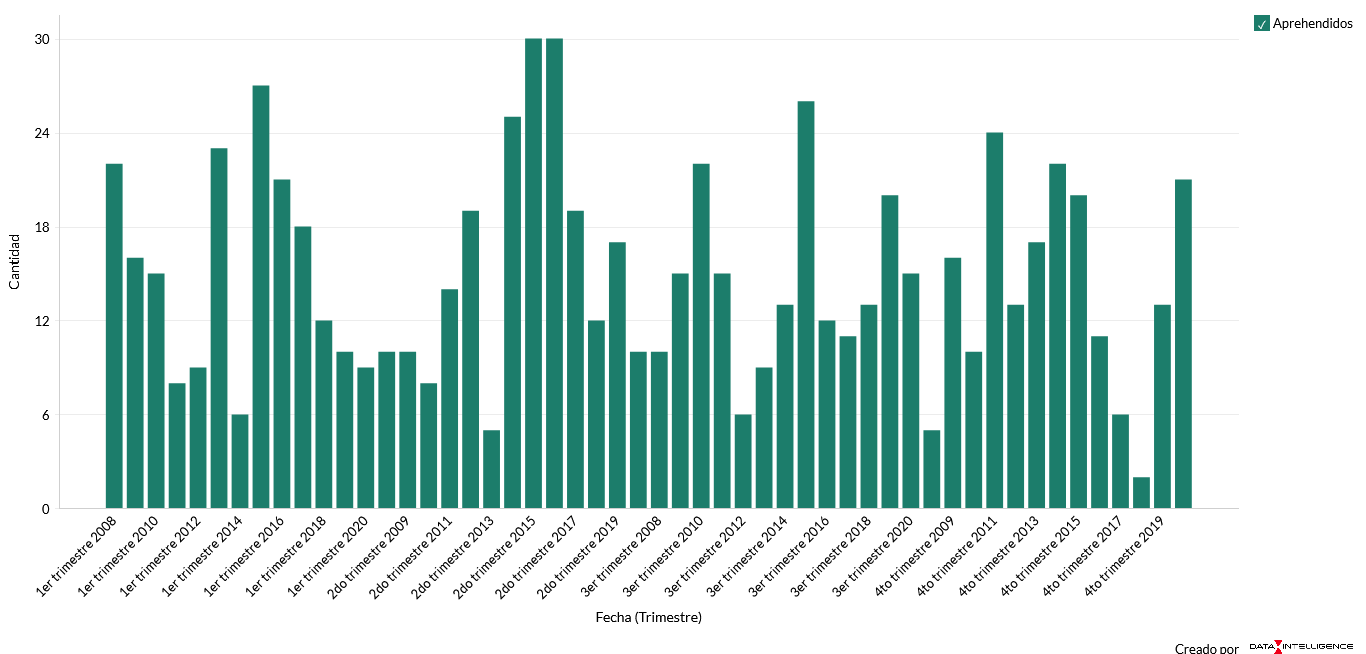 Aprehendidos
30
24
18
12
6
0
Cantidad
1er trimestre 2008
1er trimestre 2010
1er trimestre 2012
1er trimestre 2014
1er trimestre 2016
1er trimestre 2018
1er trimestre 2020
2do trimestre 2009
2do trimestre 2011
2do trimestre 2013
2do trimestre 2015
2do trimestre 2017
2do trimestre 2019
3er trimestre 2008
3er trimestre 2010
3er trimestre 2012
3er trimestre 2014
3er trimestre 2016
3er trimestre 2018
3er trimestre 2020
4to trimestre 2009
4to trimestre 2011
4to trimestre 2013
4to trimestre 2015
4to trimestre 2017
4to trimestre 2019
Fecha (Trimestre)
Creado por DATA INTELLIGENCE